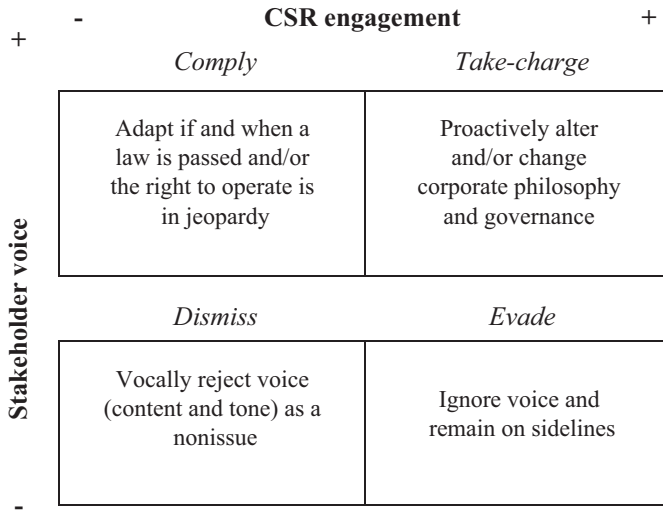 - CSR engagement +
+
Comply
Take-charge
Adapt if and when a
law is passed and/or
the right to operate is
in jeopardy
Proactively alter
and/or change
corporate philosophy
and governance
Stakeholder voice
Dismiss
Evade
Vocally reject voice
(content and tone) as a
nonissue
Ignore voice and
remain on sidelines
-